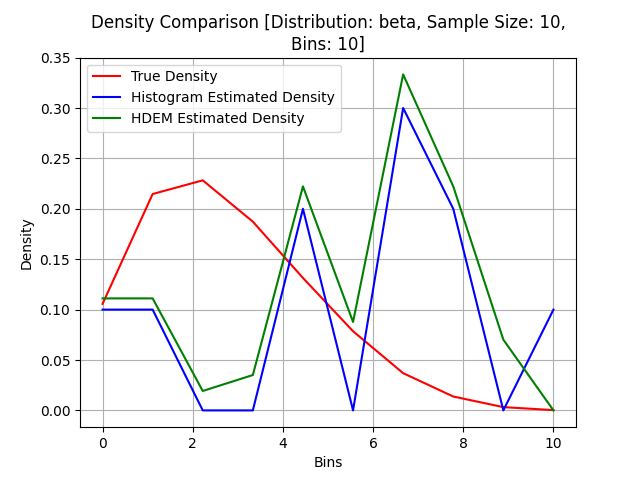 Density Comparison [Distribution: beta, Sample Size: 10,
Bins: 10]
True Density
Histogram Estimated Density
HDEM Estimated Density
Density
0.35
0.30
0.25
0.20
0.15
0.10
0.05
0.00
0 2 4 6 8 10
Bins